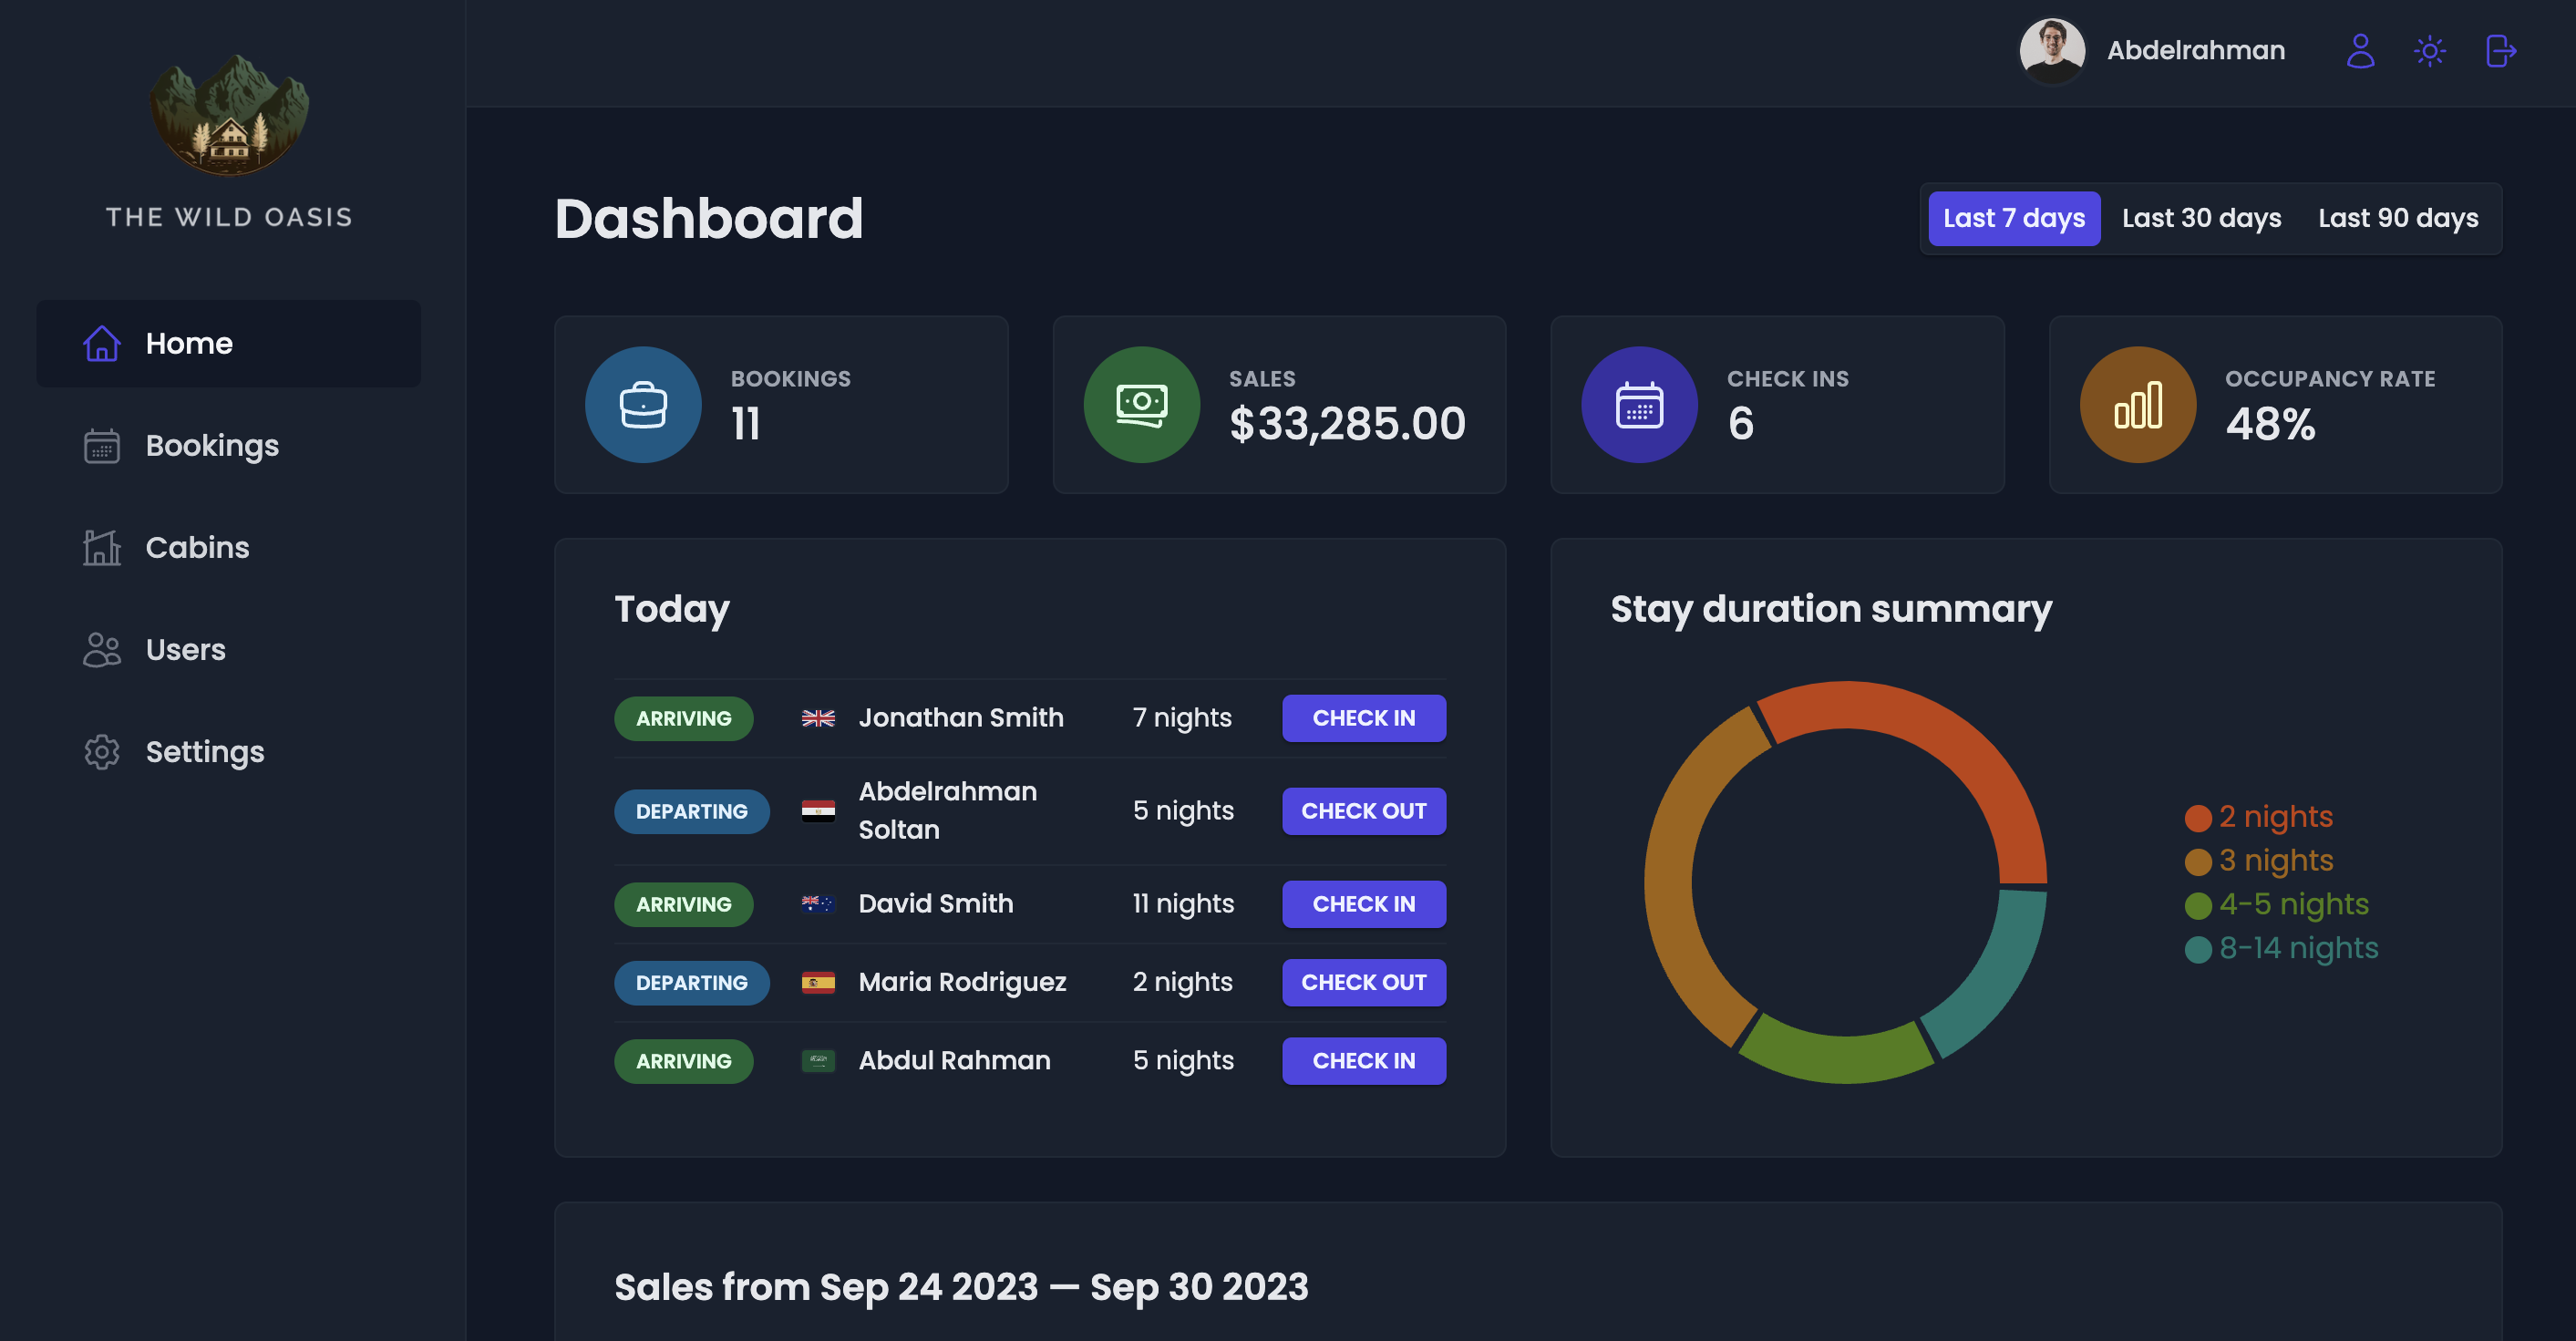 THE WILD OASIS
Home
Bookings
Cabins
Users
Settings
Abdelrahman
Dashboard
Last 7 days
Last 30 days
Last 90 days
BOOKINGS
11
SALES
$33,285.00
CHECK INS
6
OCCUPANCY RATE
48%
Today
ARRIVING Jonathan Smith 7 nights CHECK IN
DEPARTING Abdelrahman
Soltan 5 nights CHECK OUT
ARRIVING David Smith 11 nights CHECK IN
DEPARTING Maria Rodriguez 2 nights CHECK OUT
ARRIVING Abdul Rahman 5 nights CHECK IN
Stay duration summary
2 nights
3 nights
4-5 nights
8-14 nights
Sales from Sep 24 2023 — Sep 30 2023